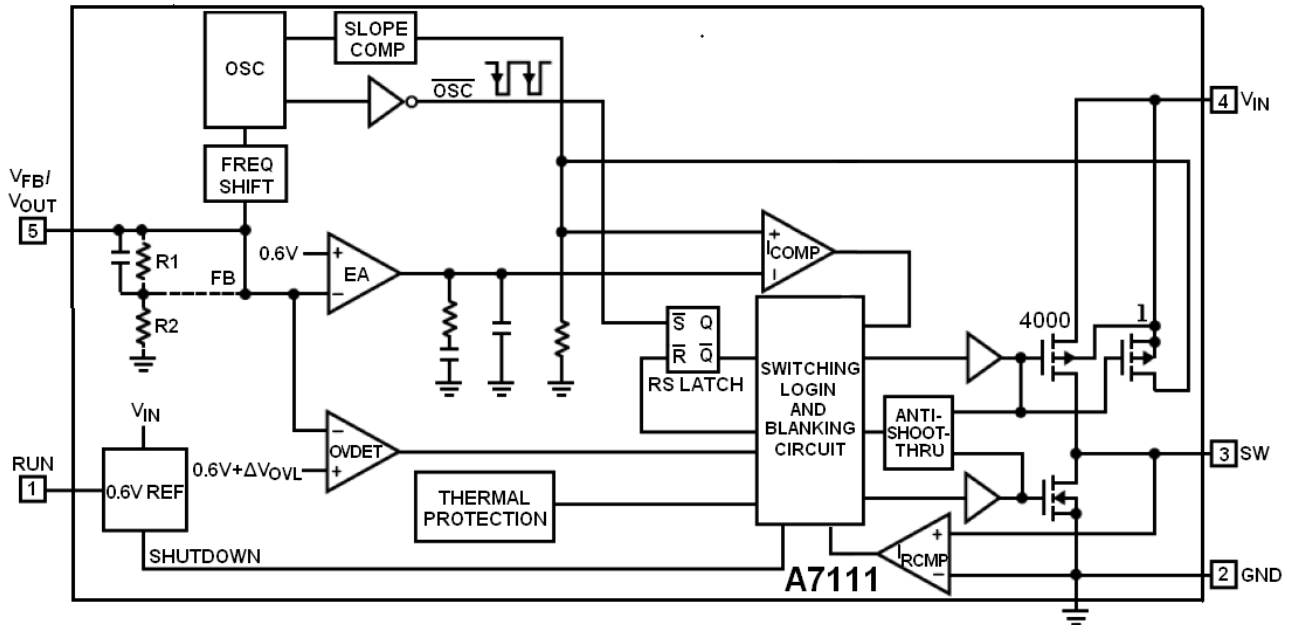 SLOPE
COMP
OSC
OSC
FREQ
SHIFT
4
VIN
VFB/
VOUT
5
R1
FB
R2
0.6V
+
EA
−
+
ICOMP
−
S Q
R Q
RS LATCH
SWITCHING
LOGIN
AND
BLANKING
CIRCUIT
4000
1
ANTI-
SHOOT-
THRU
3
SW
VIN
RUN
1
0.6V REF
−
OVDET
+
0.6V+ΔVOVL
THERMAL
PROTECTION
SHUTDOWN
+
IRCMP
−
A7111
2
GND